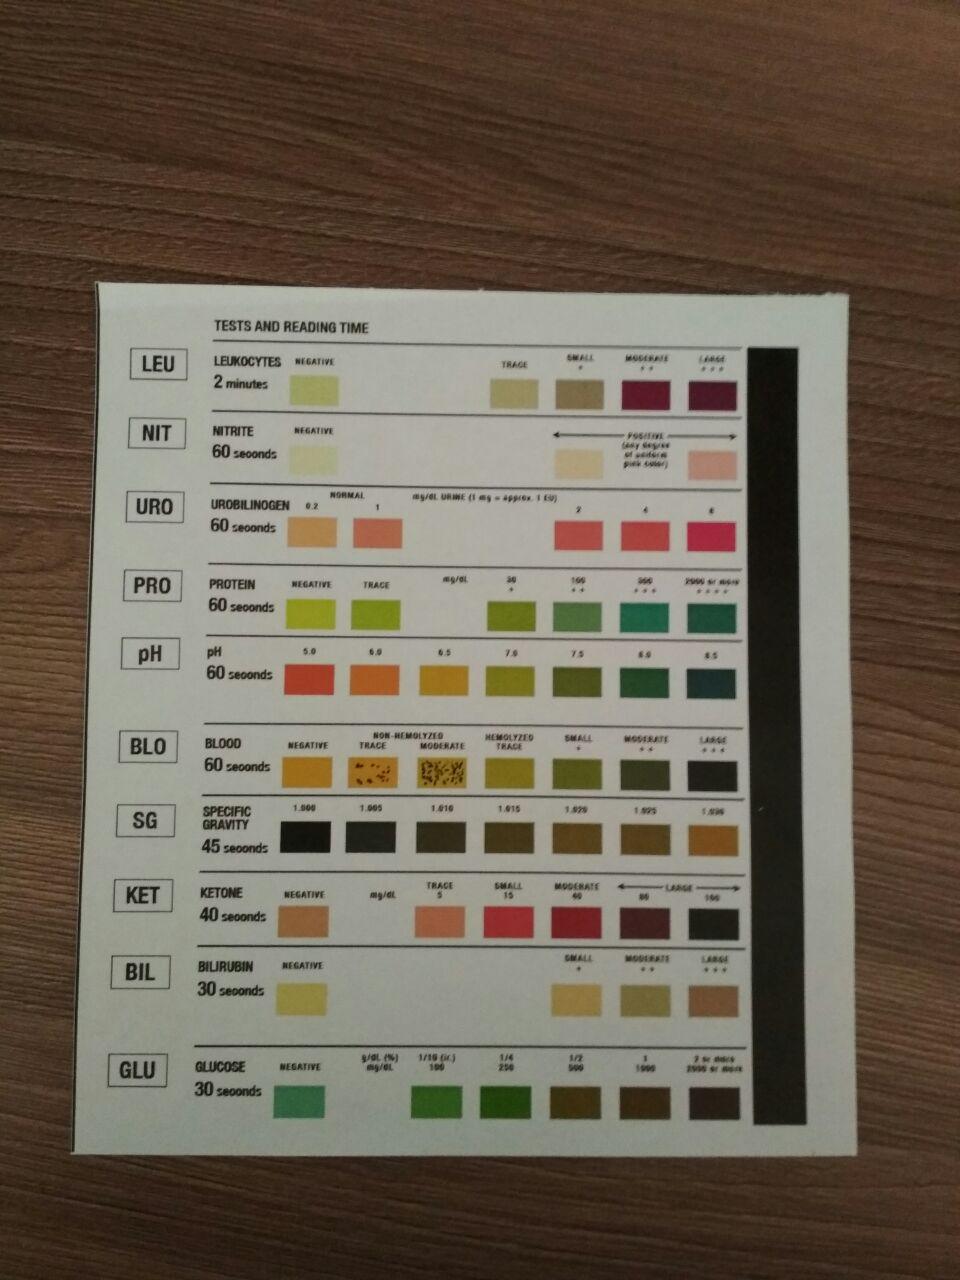 TESTS AND READING TIME
LEU
LEUKOCYTES
2 minutes
NEGATIVE
TRACE
SMALL
+
MODERATE
+ +
LARGE
+ + +
NIT
NITRITE
60 seconds
NEGATIVE
POSITIVE
(any degree
of uniform
pink color)
URO
UROBILINOGEN
60 seconds
NORMAL
0.2 1
mg/dL URINE (1 mg = approx. 1 EU)
2 4 8
PRO
PROTEIN
60 seconds
NEGATIVE TRACE mg/dL
30
+
100
+ +
300
+ + +
2000 or more
+ + + +
pH
pH
60 seconds
5.0 6.0 6.5 7.0 7.5 8.0 8.5
BLO
BLOOD
60 seconds
NEGATIVE
NON-HEMOLYZED
TRACE MODERATE
HEMOLYZED
TRACE
SMALL
+
MODERATE
+ +
LARGE
+ + +
SG
SPECIFIC
GRAVITY
45 seconds
1.000 1.005 1.010 1.015 1.020 1.025 1.030
KET
KETONE
40 seconds
NEGATIVE mg/dL
TRACE
5
SMALL
15
MODERATE
40
LARGE
80 160
BIL
BILIRUBIN
30 seconds
NEGATIVE
SMALL
+
MODERATE
+ +
LARGE
+ + +
GLU
GLUCOSE
30 seconds
NEGATIVE
g/dL (%)
mg/dL
1/10 (tr.)
100
1/4
250
1/2
500
1
1000
2 or more
2000 or more